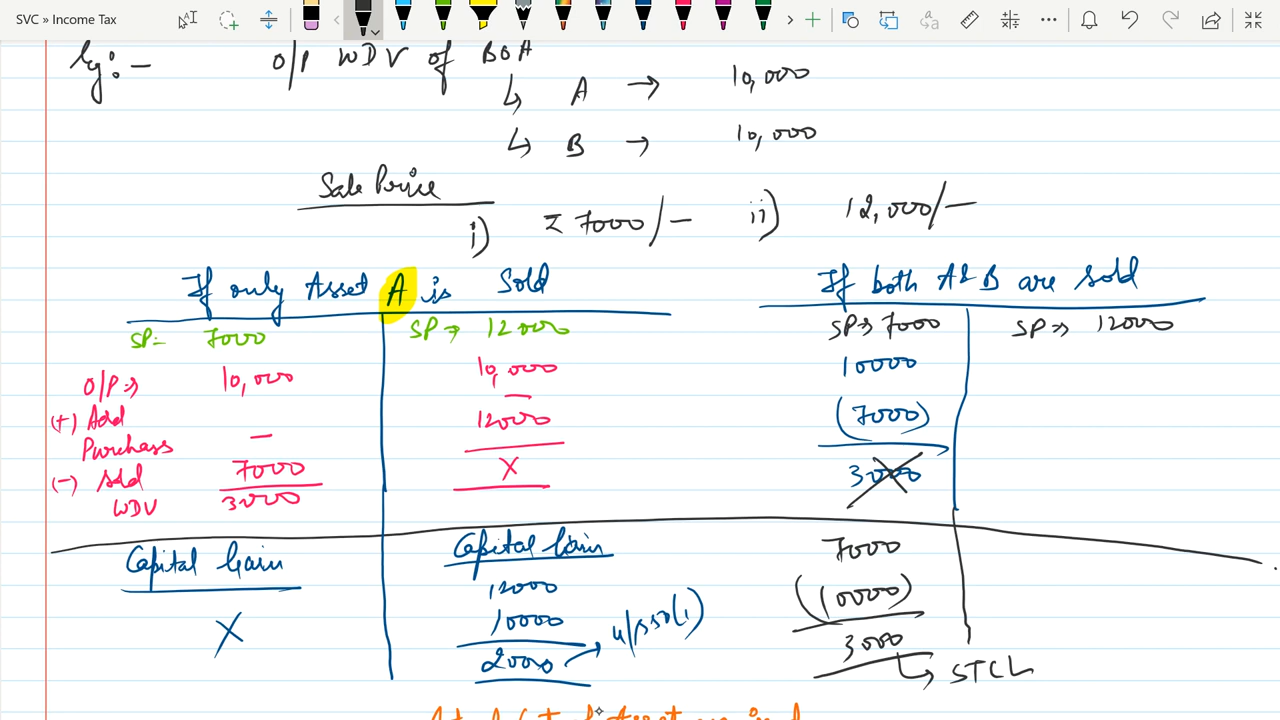 SVC » Income Tax
Eg:- O/P WDV of BOA
↳ A → 10,000
↳ B → 10,000
Sale Price
i) ₹ 7000/- ii) 12,000/-
If only Asset A is Sold
SP:- 7000
O/P ⇒ 10,000
(+) Add
Purchases -
(-) Sold 7000
WDV 3000
SP ⇒ 12000
10,000
-
12000
X
If both A & B are sold
SP ⇒ 7000
10000
(7000)
3000
SP ⇒ 12000
Capital Gain
X
Capital Gain
12000
10000
2000 → u/s 50(1)
7000
(10000)
3000
↳ STCL